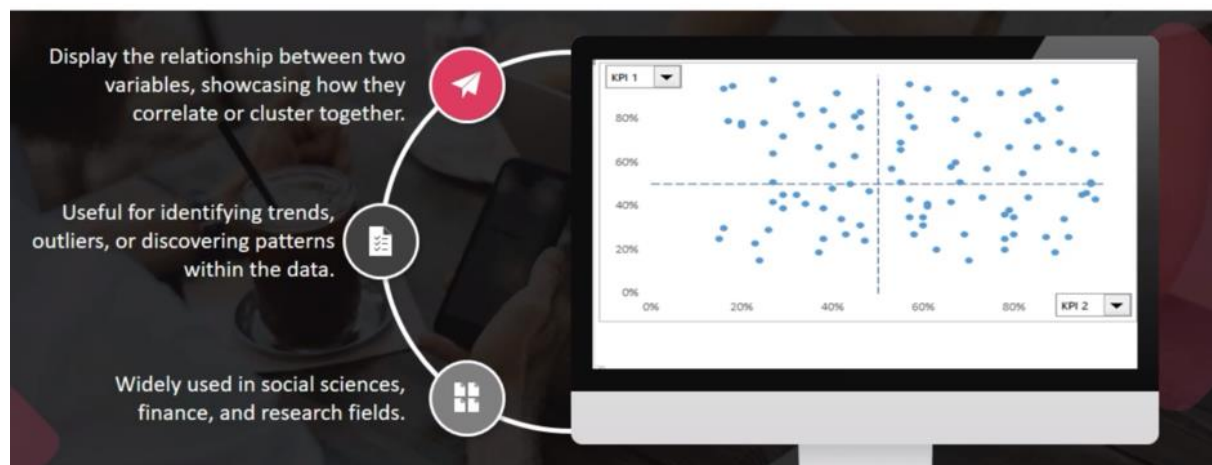 Display the relationship between two
variables, showcasing how they
correlate or cluster together.
Useful for identifying trends,
outliers, or discovering patterns
within the data.
Widely used in social sciences,
finance, and research fields.
KPI 1
80%
60%
40%
20%
0%
0% 20% 40% 60% 80%
KPI 2